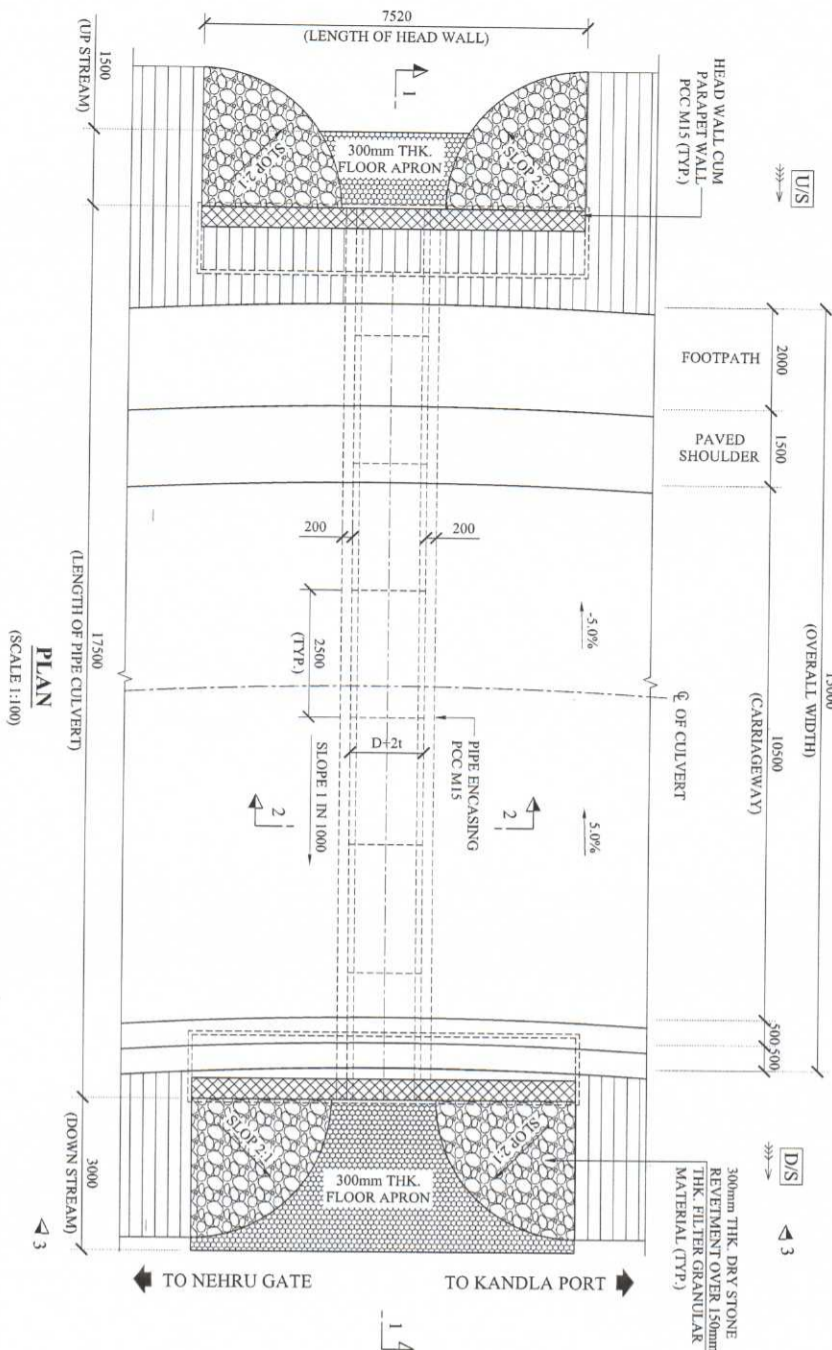 7520
(LENGTH OF HEAD WALL)
1500
(UP STREAM)
1
HEAD WALL CUM
PARAPET WALL
PCC M15 (TYP.)
U/S
SLOP 2:1
300mm THK.
FLOOR APRON
SLOP 2:1
FOOTPATH
2000
PAVED
SHOULDER
1500
200
200
2500
(TYP.)
-5.0%
(OVERALL WIDTH)
10500
(CARRIAGEWAY)
17500
(LENGTH OF PIPE CULVERT)
PLAN
(SCALE 1:100)
℄ OF CULVERT
D+2t
PIPE ENCASING
PCC M15
SLOPE 1 IN 1000
2
2
5.0%
500
500
D/S
3
SLOP 2:1
300mm THK.
FLOOR APRON
SLOP 2:1
300mm THK. DRY STONE
REVETMENT OVER 150mm
THK. FILTER GRANULAR
MATERIAL (TYP.)
3000
(DOWN STREAM)
3
TO NEHRU GATE
TO KANDLA PORT
1